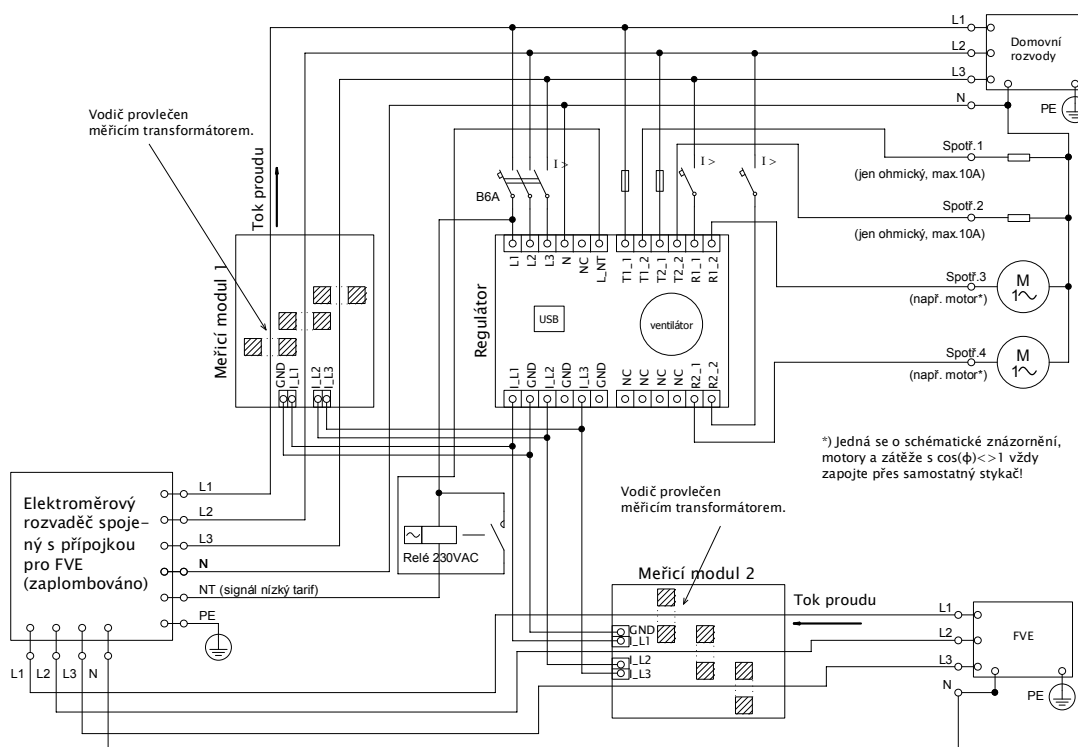 L1
L2
L3
N
Domovní
rozvody
PE
Vodič provlečen
měřicím transformátorem.
Tok proudu
Měřicí modul 1
GND
I_L1
I_L2
I_L3
B6A
I >
I >
I >
Regulátor
L1
L2
L3
N
NC
L_NT
T1_1
T1_2
T2_1
T2_2
R1_1
R1_2
USB
ventilátor
I_L1
GND
I_L2
GND
I_L3
GND
NC
NC
NC
NC
R2_1
R2_2
Spotř.1
(jen ohmický, max.10A)
Spotř.2
(jen ohmický, max.10A)
Spotř.3
(např. motor*)
M
1~
Spotř.4
(např. motor*)
M
1~
*) Jedná se o schématické znázornění,
motory a zátěže s cos(ϕ)<>1 vždy
zapojte přes samostatný stykač!
Elektroměrový
rozvaděč spoje-
ný s přípojkou
pro FVE
(zaplombováno)
L1
L2
L3
N
NT (signál nízký tarif)
PE
L1
L2
L3
N
~
Relé 230VAC
Vodič provlečen
měřicím transformátorem.
Měřicí modul 2
GND
I_L1
I_L2
I_L3
Tok proudu
L1
L2
L3
N
FVE
PE